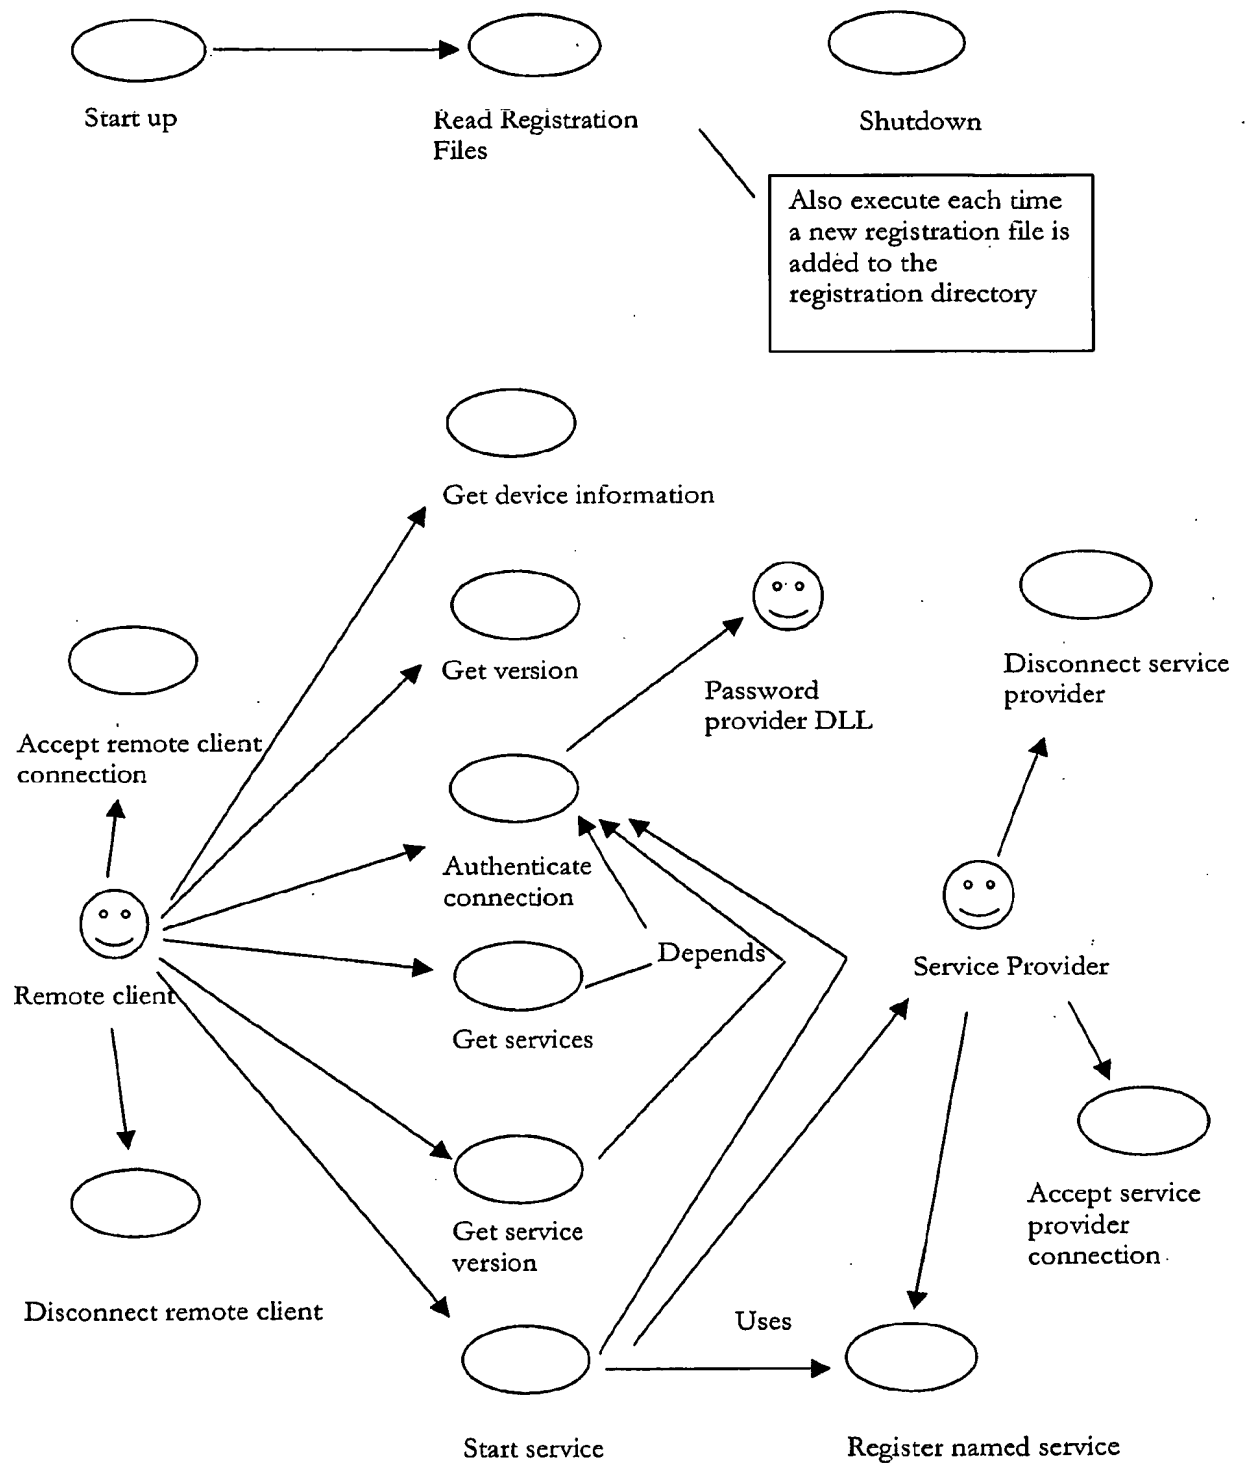 Start up
Read Registration
Files
Shutdown
Also execute each time
a new registration file is
added to the
registration directory
Get device information
Get version
Password
provider DLL
Disconnect service
provider
Accept remote client
connection
Authenticate
connection
Depends
Service Provider
Remote client
Get services
Accept service
provider
connection
Get service
version
Disconnect remote client
Uses
Start service
Register named service